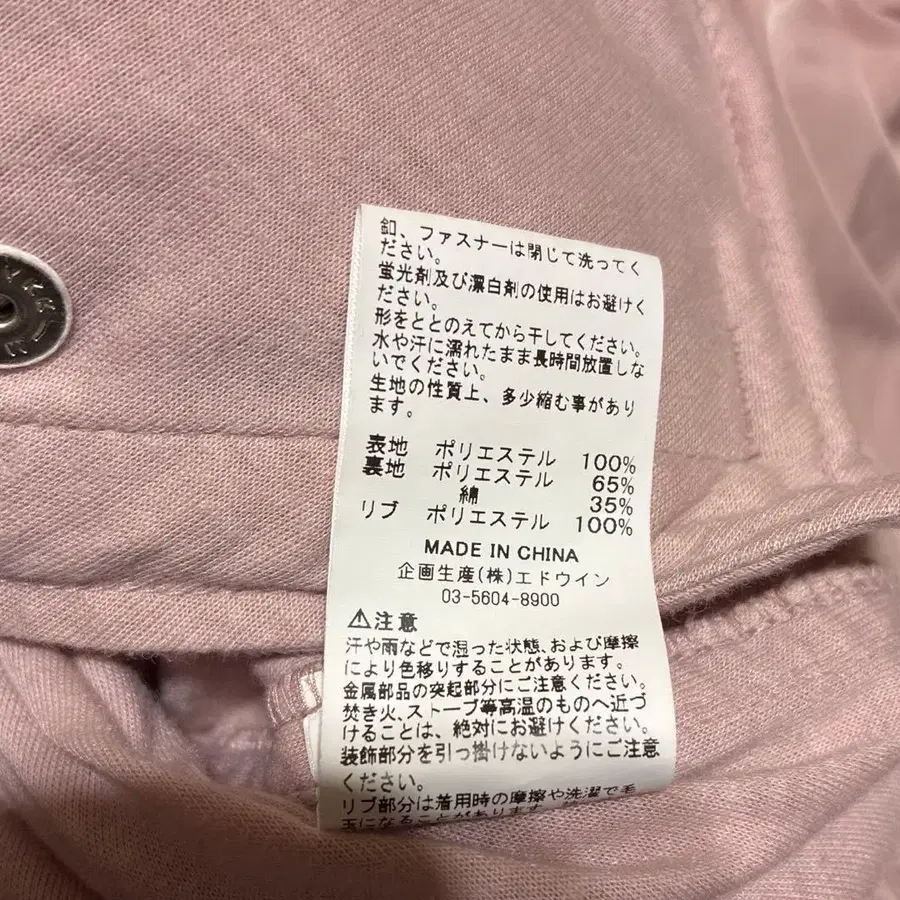 釦、ファスナーは閉じて洗ってく
ださい。
蛍光剤及び漂白剤の使用はお避けく
ださい。
形をととのえてから干してください。
水や汗に濡れたまま長時間放置しな
いでください。
生地の性質上、多少縮む事があり
ます。
表地 ポリエステル 100%
裏地 ポリエステル 65%
綿 35%
リブ ポリエステル 100%
MADE IN CHINA
企画生産(株)エドウイン
03-5604-8900
⚠注意
汗や雨などで湿った状態、および摩擦
により色移りすることがあります。
金属部品の突起部分にご注意ください。
焚き火、ストーブ等高温のものへ近づ
けることは、絶対にお避けください。
装飾部分を引っ掛けないようにご注意
ください。
リブ部分は着用時の摩擦や洗濯で毛
玉になることがあります。